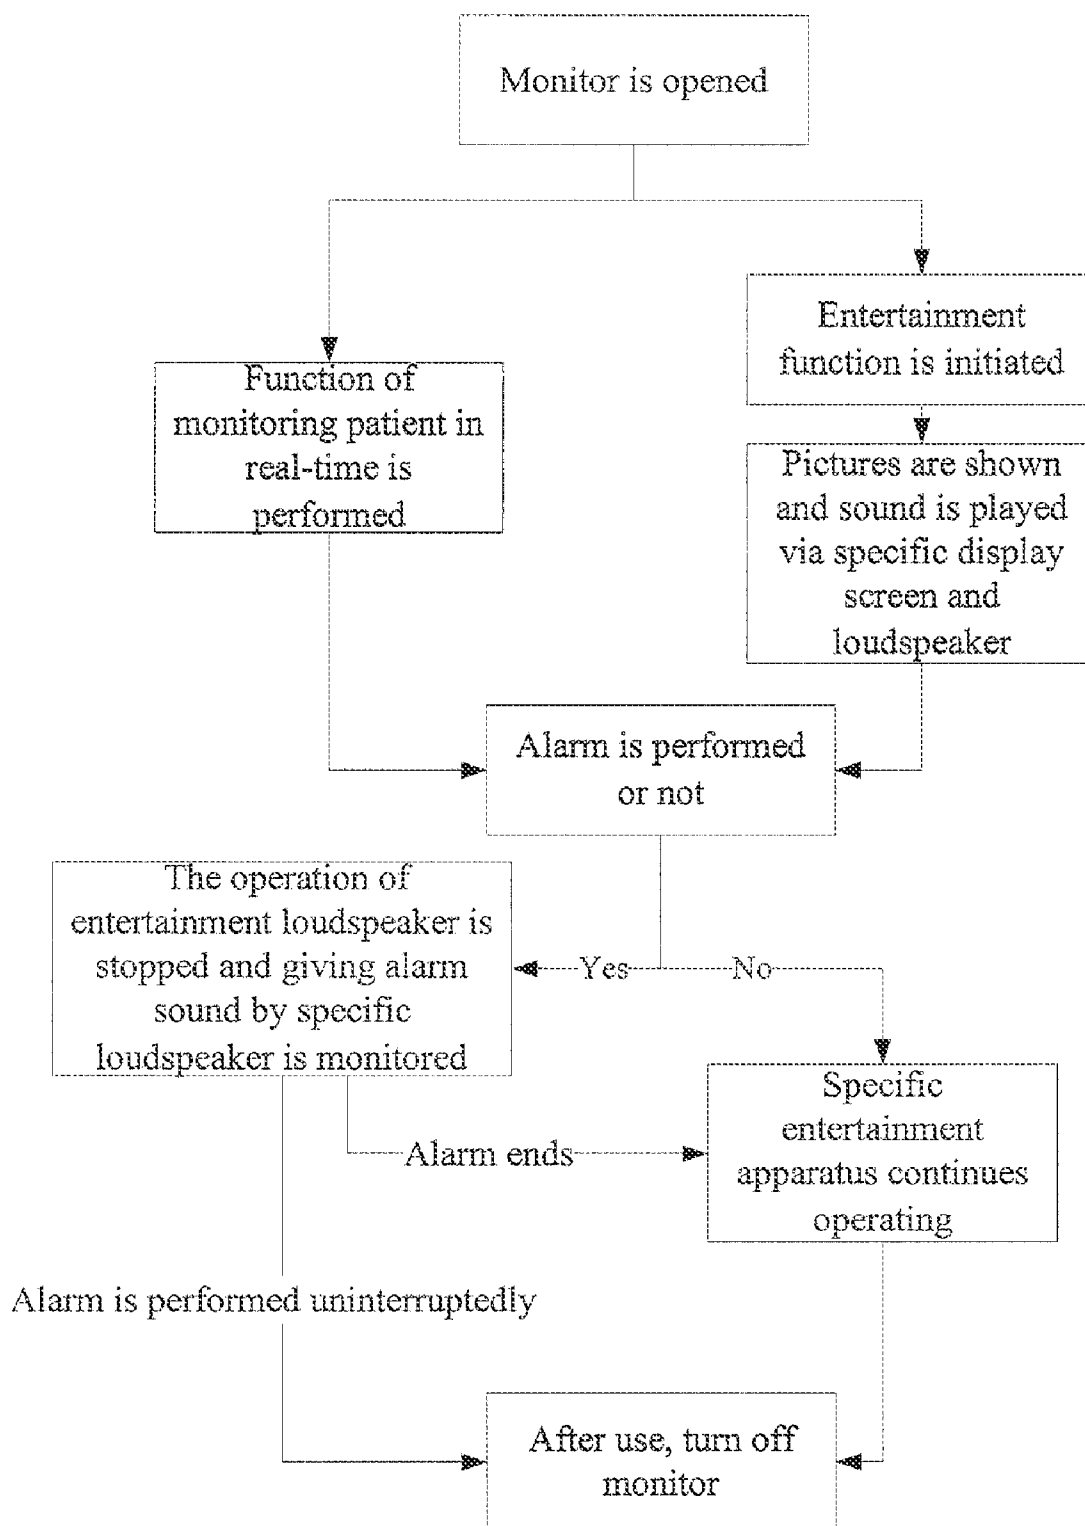 Monitor is opened
Entertainment
function is initiated
Function of
monitoring patient in
real-time is
performed
Pictures are shown
and sound is played
via specific display
screen and
loudspeaker
Alarm is performed
or not
The operation of
entertainment loudspeaker is
stopped and giving alarm
sound by specific
loudspeaker is monitored
Yes
No
Specific
entertainment
apparatus continues
operating
Alarm ends
Alarm is performed uninterruptedly
After use, turn off
monitor